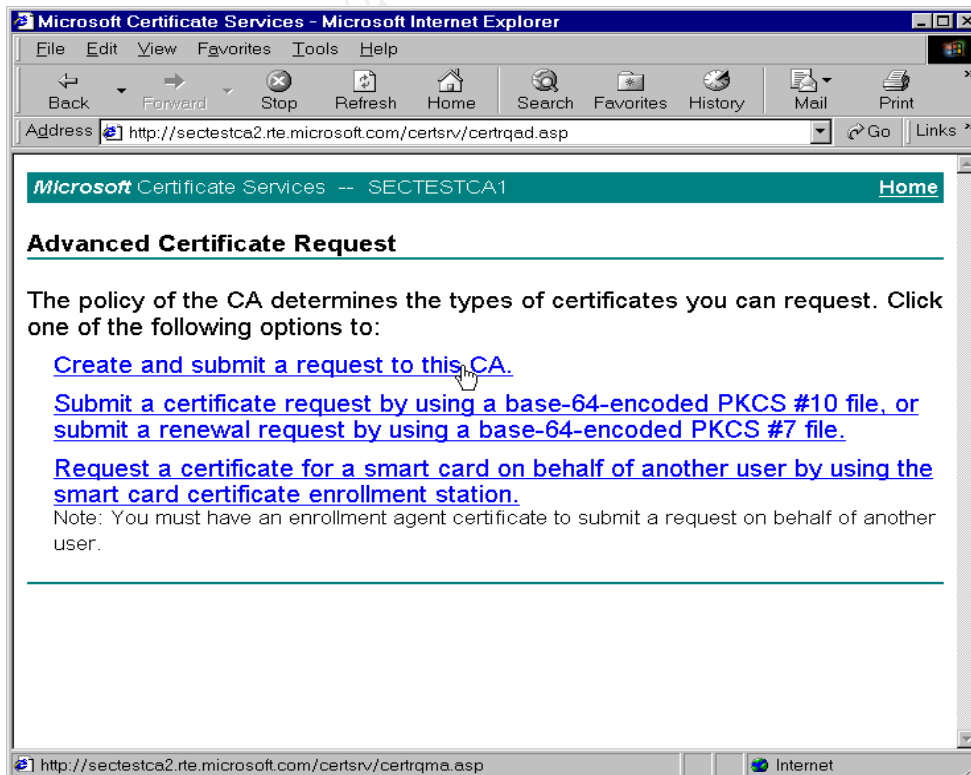 Microsoft Certificate Services - Microsoft Internet Explorer
File Edit View Favorites Tools Help
Back Forward Stop Refresh Home Search Favorites History Mail Print
Address http://sectestca2.rte.microsoft.com/certsrv/certrqad.asp Go Links
Microsoft Certificate Services -- SECTESTCA1 Home
Advanced Certificate Request
The policy of the CA determines the types of certificates you can request. Click
one of the following options to:
Create and submit a request to this CA.
Submit a certificate request by using a base-64-encoded PKCS #10 file, or
submit a renewal request by using a base-64-encoded PKCS #7 file.
Request a certificate for a smart card on behalf of another user by using the
smart card certificate enrollment station.
Note: You must have an enrollment agent certificate to submit a request on behalf of another
user.
http://sectestca2.rte.microsoft.com/certsrv/certrqma.asp Internet